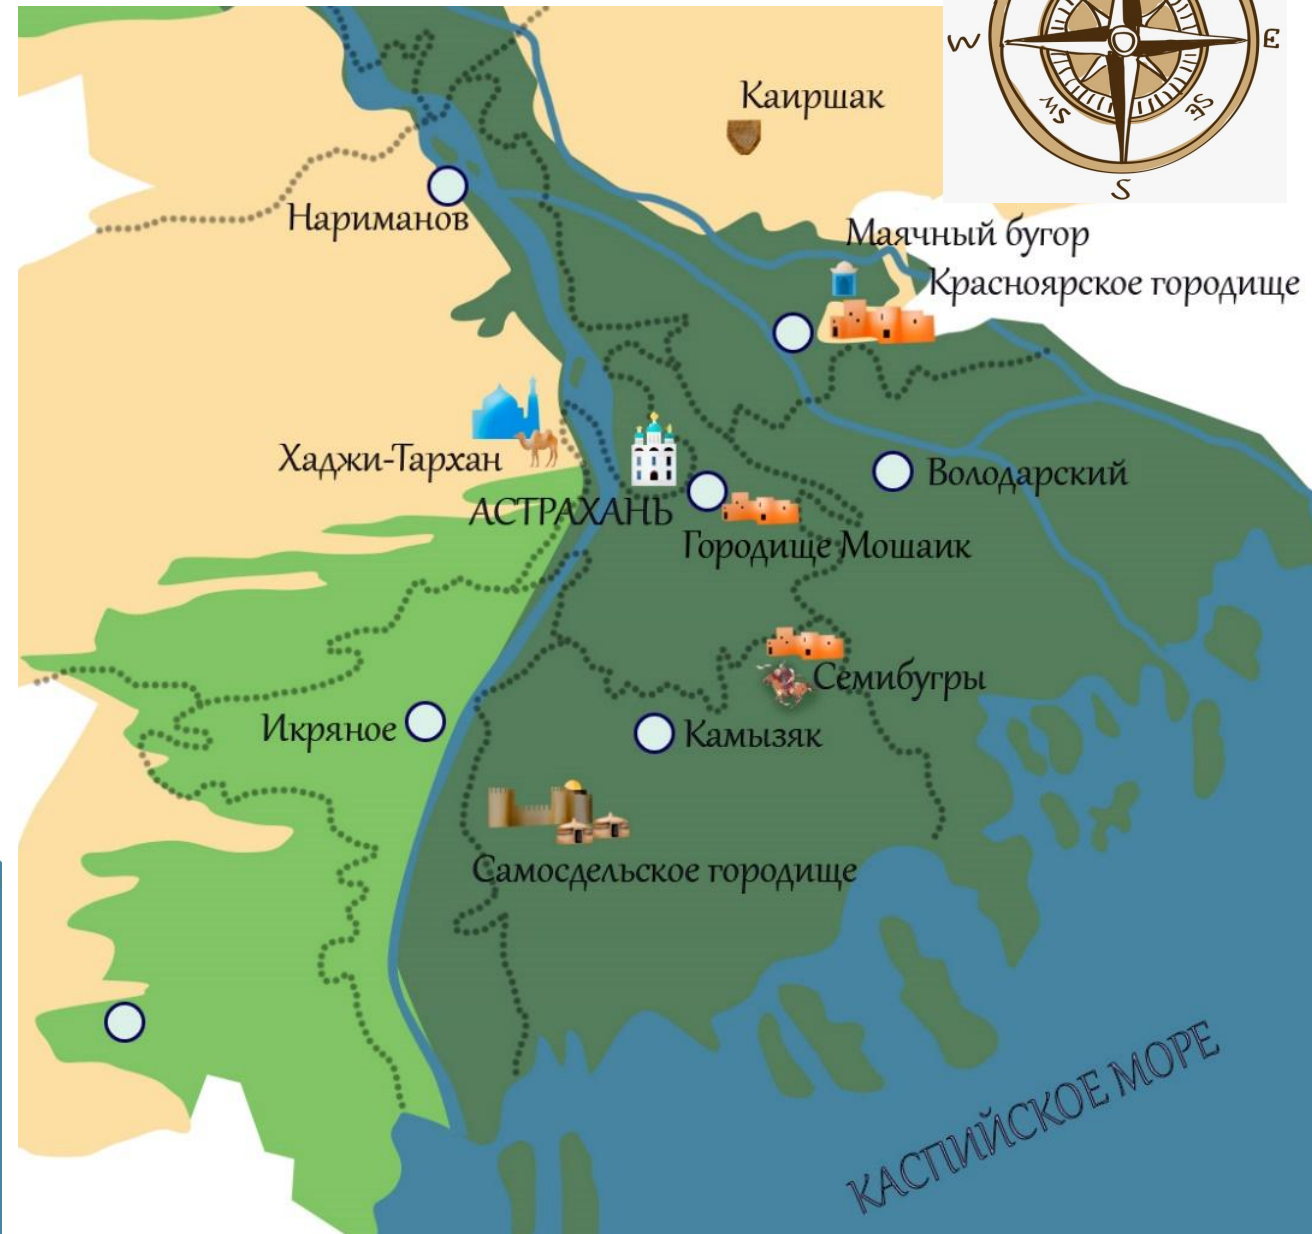 W
E
SW
SE
S
Каиршак
Нариманов
Маячный бугор
Красноярское городище
Хаджи-Тархан
Володарский
АСТРАХАНЬ
Городище Мошаик
Семибугры
Икряное
Камызяк
Самосдельское городище
КАСПИЙСКОЕ МОРЕ